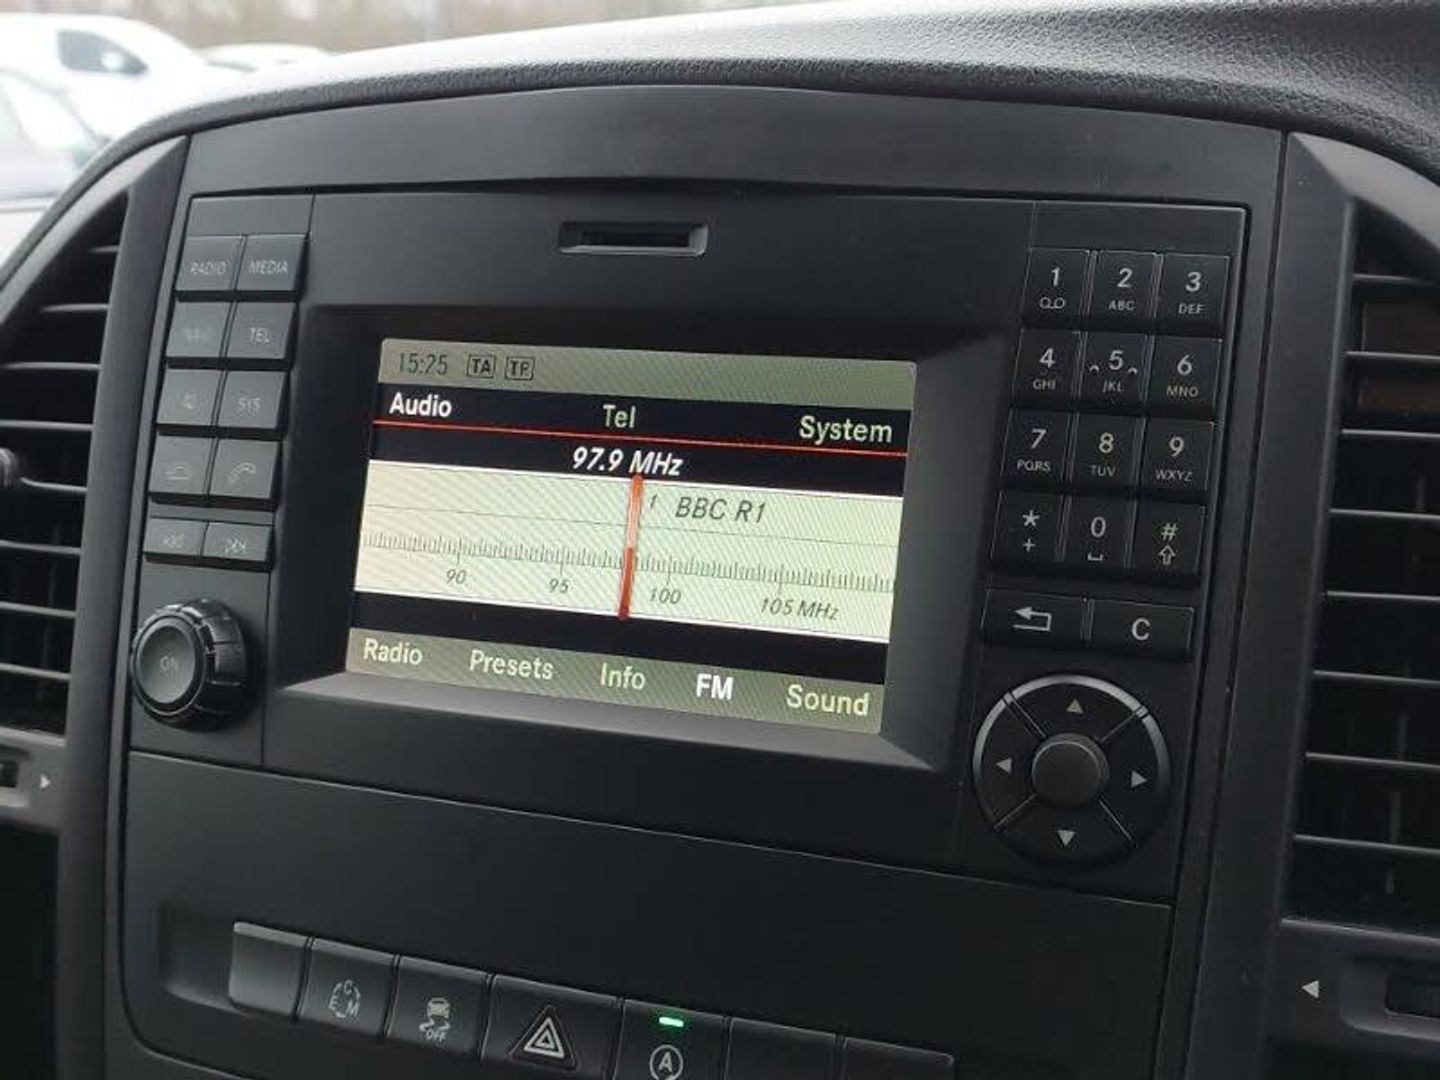 RADIO MEDIA
TEL
SYS
ON
15:25 TA TP
Audio Tel System
97.9 MHz
1 BBC R1
90 95 100 105 MHz
Radio Presets Info FM Sound
1 2 ABC 3 DEF
4 GHI 5 JKL 6 MNO
7 PQRS 8 TUV 9 WXYZ
* + 0 #
C
C E M
OFF
A